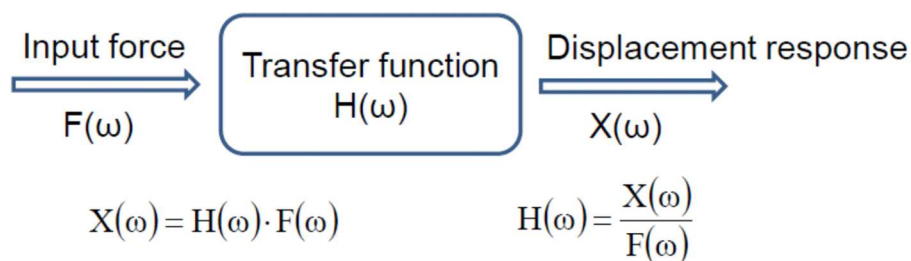 Input force
Transfer function
Displacement response
F(ω)
H(ω)
X(ω)
X(ω) = H(ω) · F(ω)
H(ω) = X(ω) / F(ω)